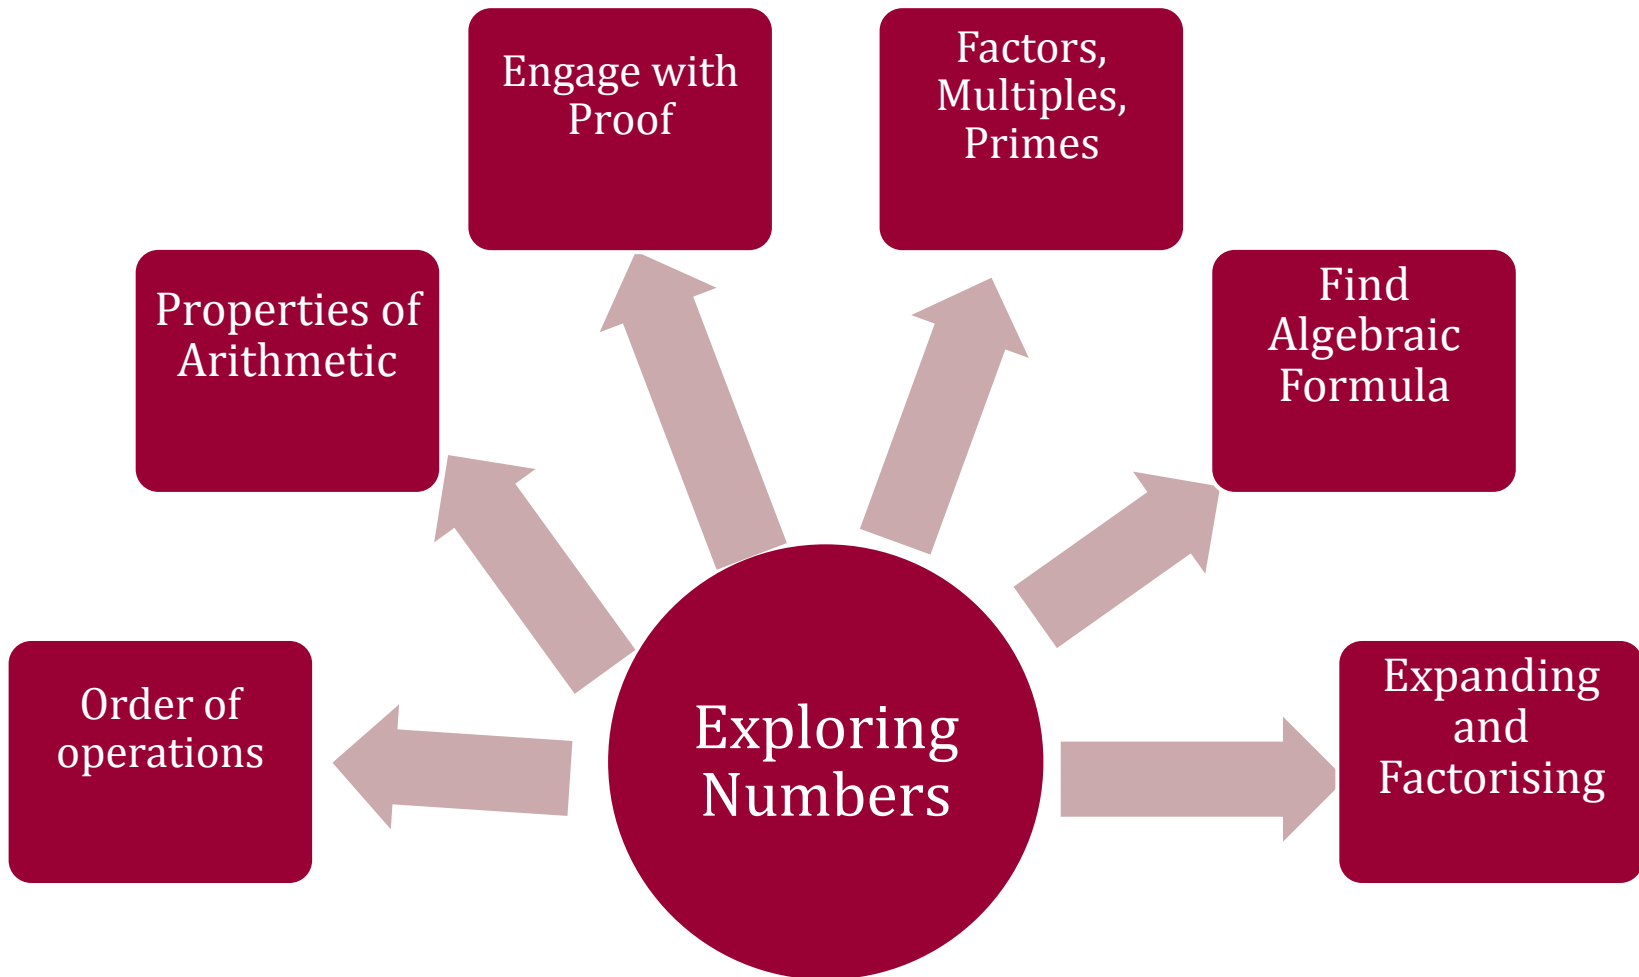 Engage with
Proof
Factors,
Multiples,
Primes
Properties of
Arithmetic
Find
Algebraic
Formula
Order of
operations
Exploring
Numbers
Expanding
and
Factorising